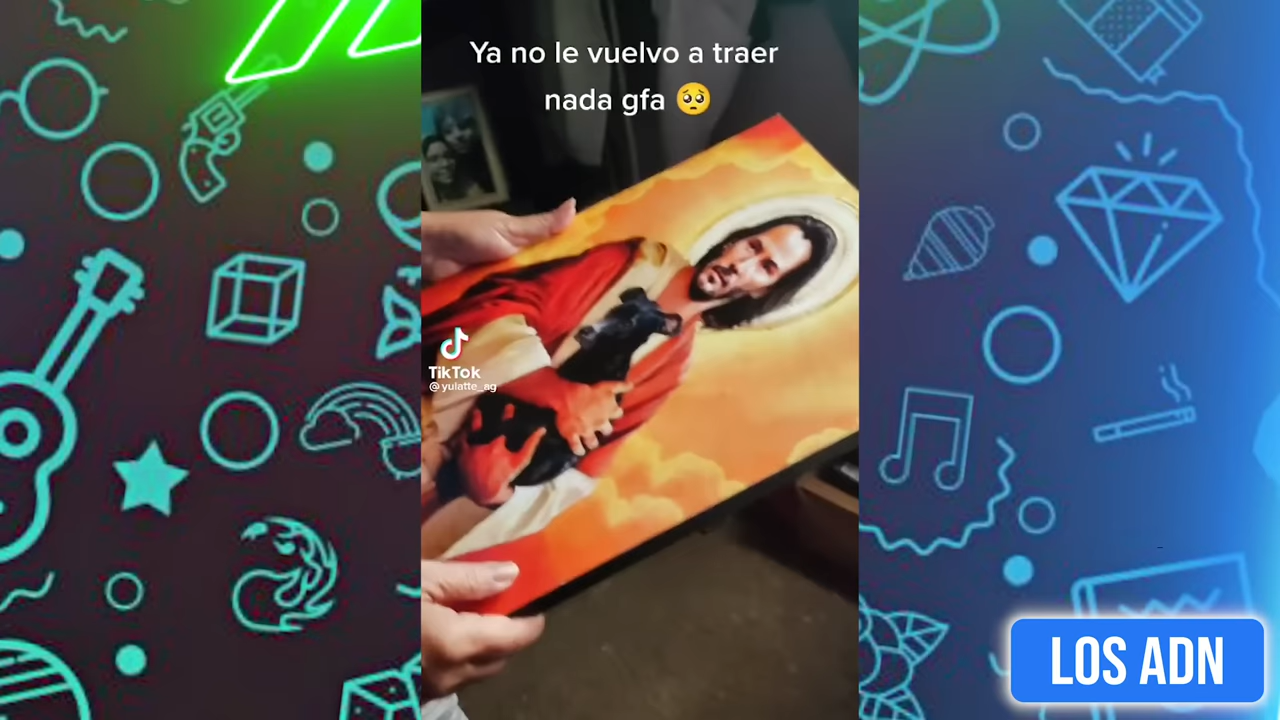 Ya no le vuelvo a traer
nada gfa 🥺
TikTok
@yulatte_ag
LOS ADN